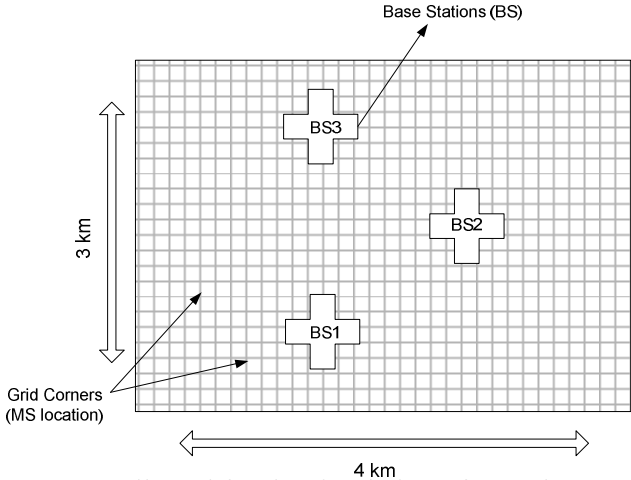 Base Stations (BS)
BS3
BS2
3 km
BS1
Grid Corners
(MS location)
4 km